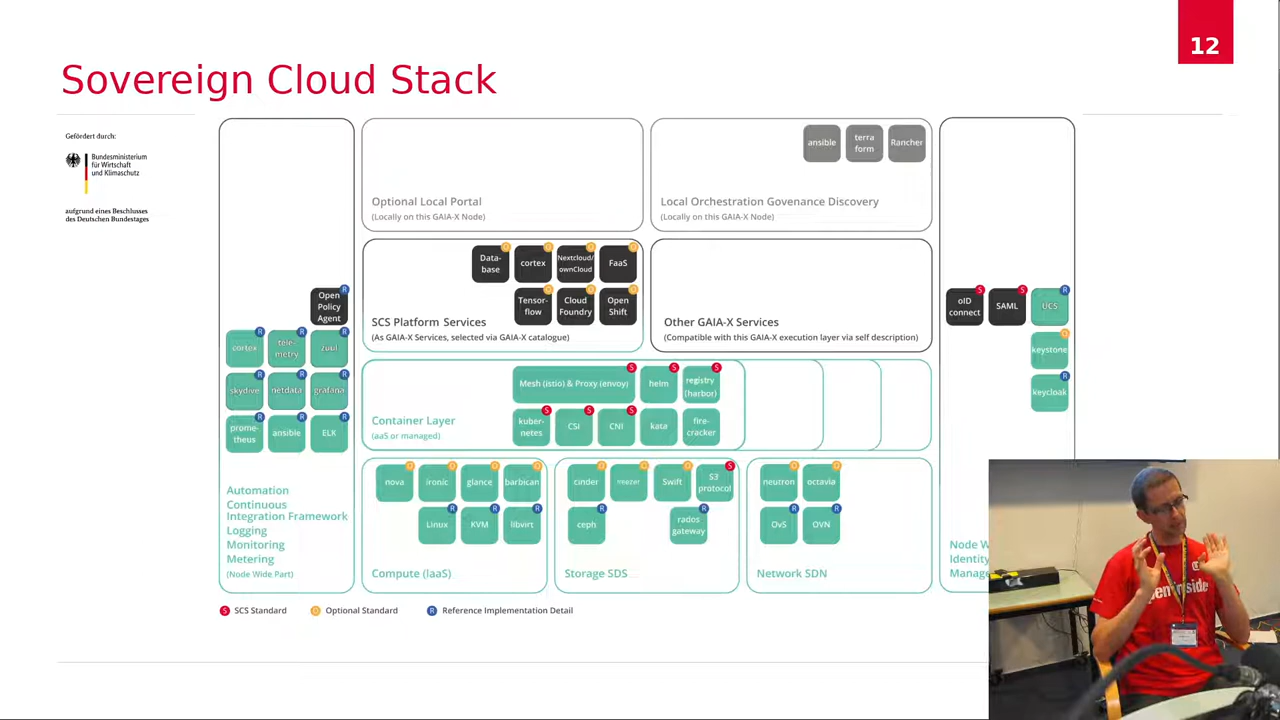 12
Sovereign Cloud Stack
Gefördert durch:
Bundesministerium
für Wirtschaft
und Klimaschutz
aufgrund eines Beschlusses
des Deutschen Bundestages
Open
Policy
Agent
cortex
tele-
metry
zuul
skydive
netdata
grafana
prome-
theus
ansible
ELK
Automation
Continuous
Integration Framework
Logging
Monitoring
Metering
(Node Wide Part)
Optional Local Portal
(Locally on this GAIA-X Node)
ansible
terra
form
Rancher
Local Orchestration Govenance Discovery
(Locally on this GAIA-X Node)
Data-
base
cortex
Nextcloud/
ownCloud
FaaS
Tensor-
flow
Cloud
Foundry
Open
Shift
SCS Platform Services
(As GAIA-X Services, selected via GAIA-X catalogue)
Other GAIA-X Services
(Compatible with this GAIA-X execution layer via self description)
Mesh (istio) & Proxy (envoy)
helm
registry
(harbor)
kuber-
netes
CSI
CNI
kata
fire-
cracker
Container Layer
(aaS or managed)
nova
ironic
glance
barbican
Linux
KVM
libvirt
Compute (IaaS)
cinder
Swift
S3
protocol
ceph
rados
gateway
Storage SDS
neutron
octavia
OvS
OVN
Network SDN
oID
connect
SAML
UCS
keystone
keycloak
Node W
Identity
Manage
S SCS Standard
O Optional Standard
R Reference Implementation Detail